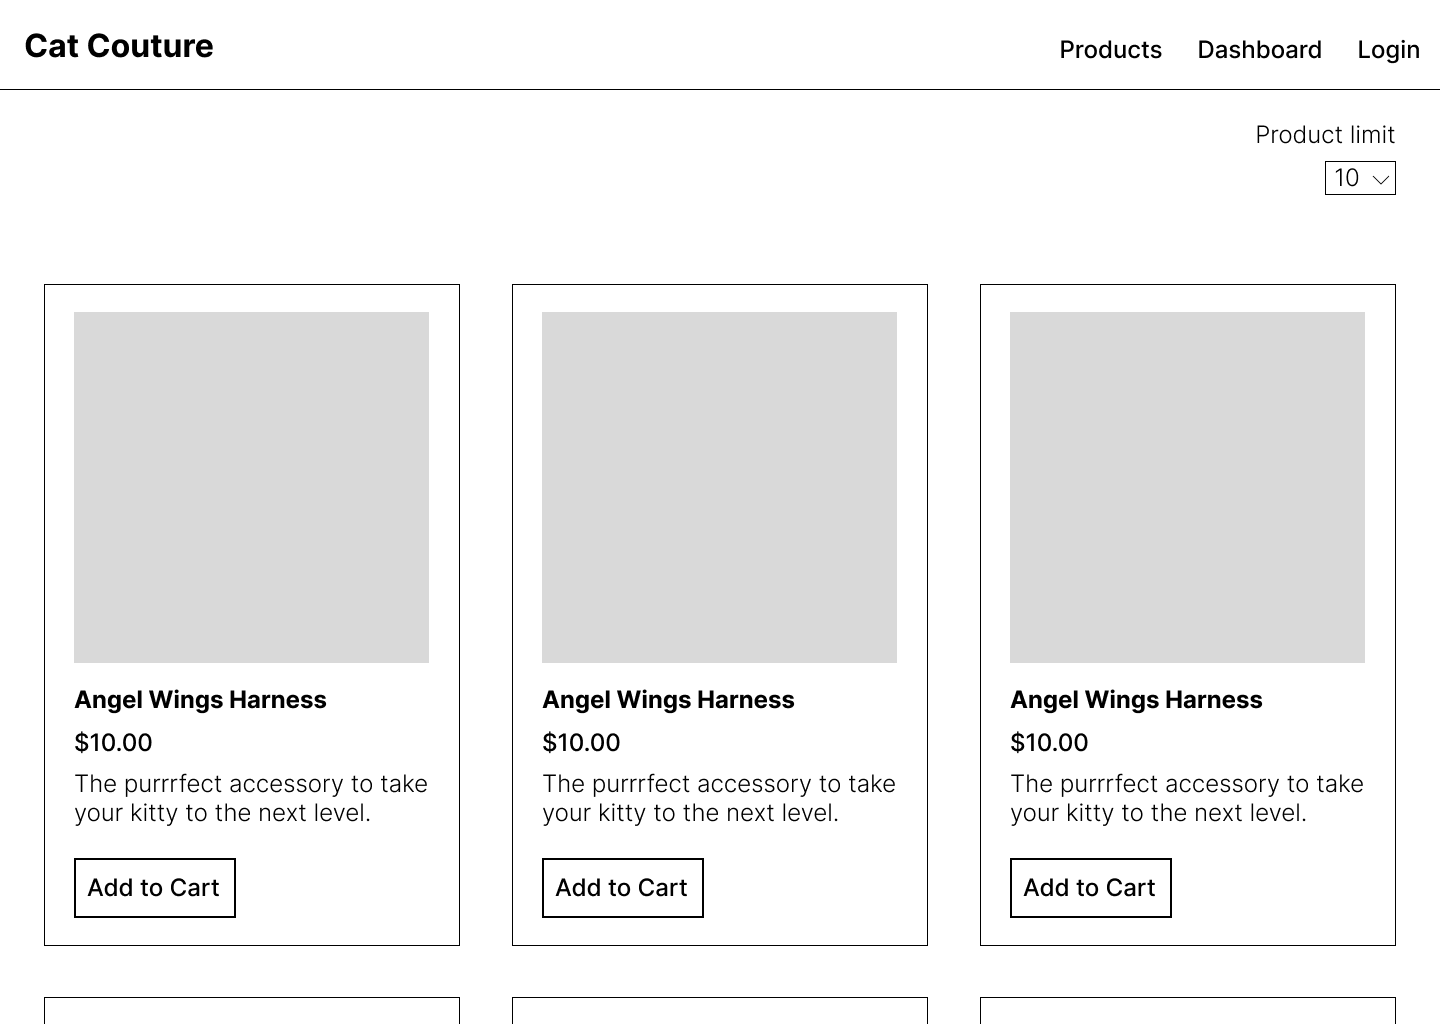 Cat Couture
Products Dashboard Login
Product limit
10
Angel Wings Harness
$10.00
The purrrfect accessory to take
your kitty to the next level.
Add to Cart
Angel Wings Harness
$10.00
The purrrfect accessory to take
your kitty to the next level.
Add to Cart
Angel Wings Harness
$10.00
The purrrfect accessory to take
your kitty to the next level.
Add to Cart